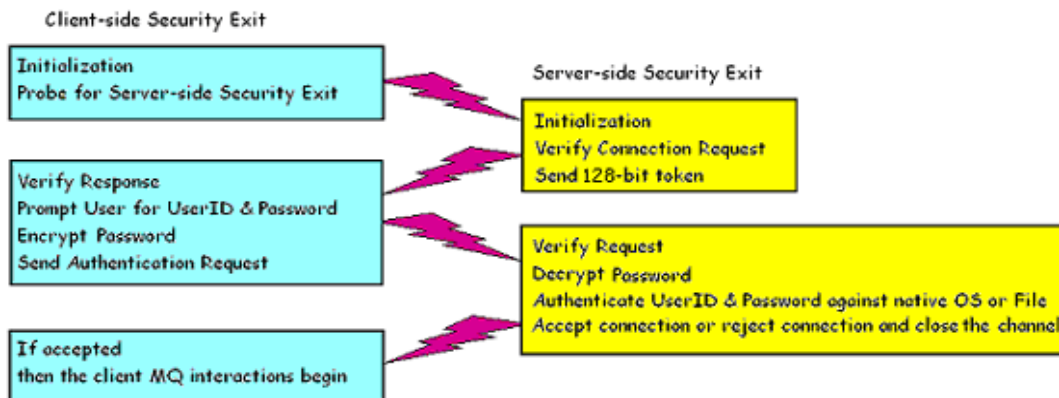 Client-side Security Exit
Initialization
Probe for Server-side Security Exit
Server-side Security Exit
Initialization
Verify Connection Request
Send 128-bit token
Verify Response
Prompt User for UserID & Password
Encrypt Password
Send Authentication Request
Verify Request
Decrypt Password
Authenticate UserID & Password against native OS or File
Accept connection or reject connection and close the channel
If accepted
then the client MQ interactions begin